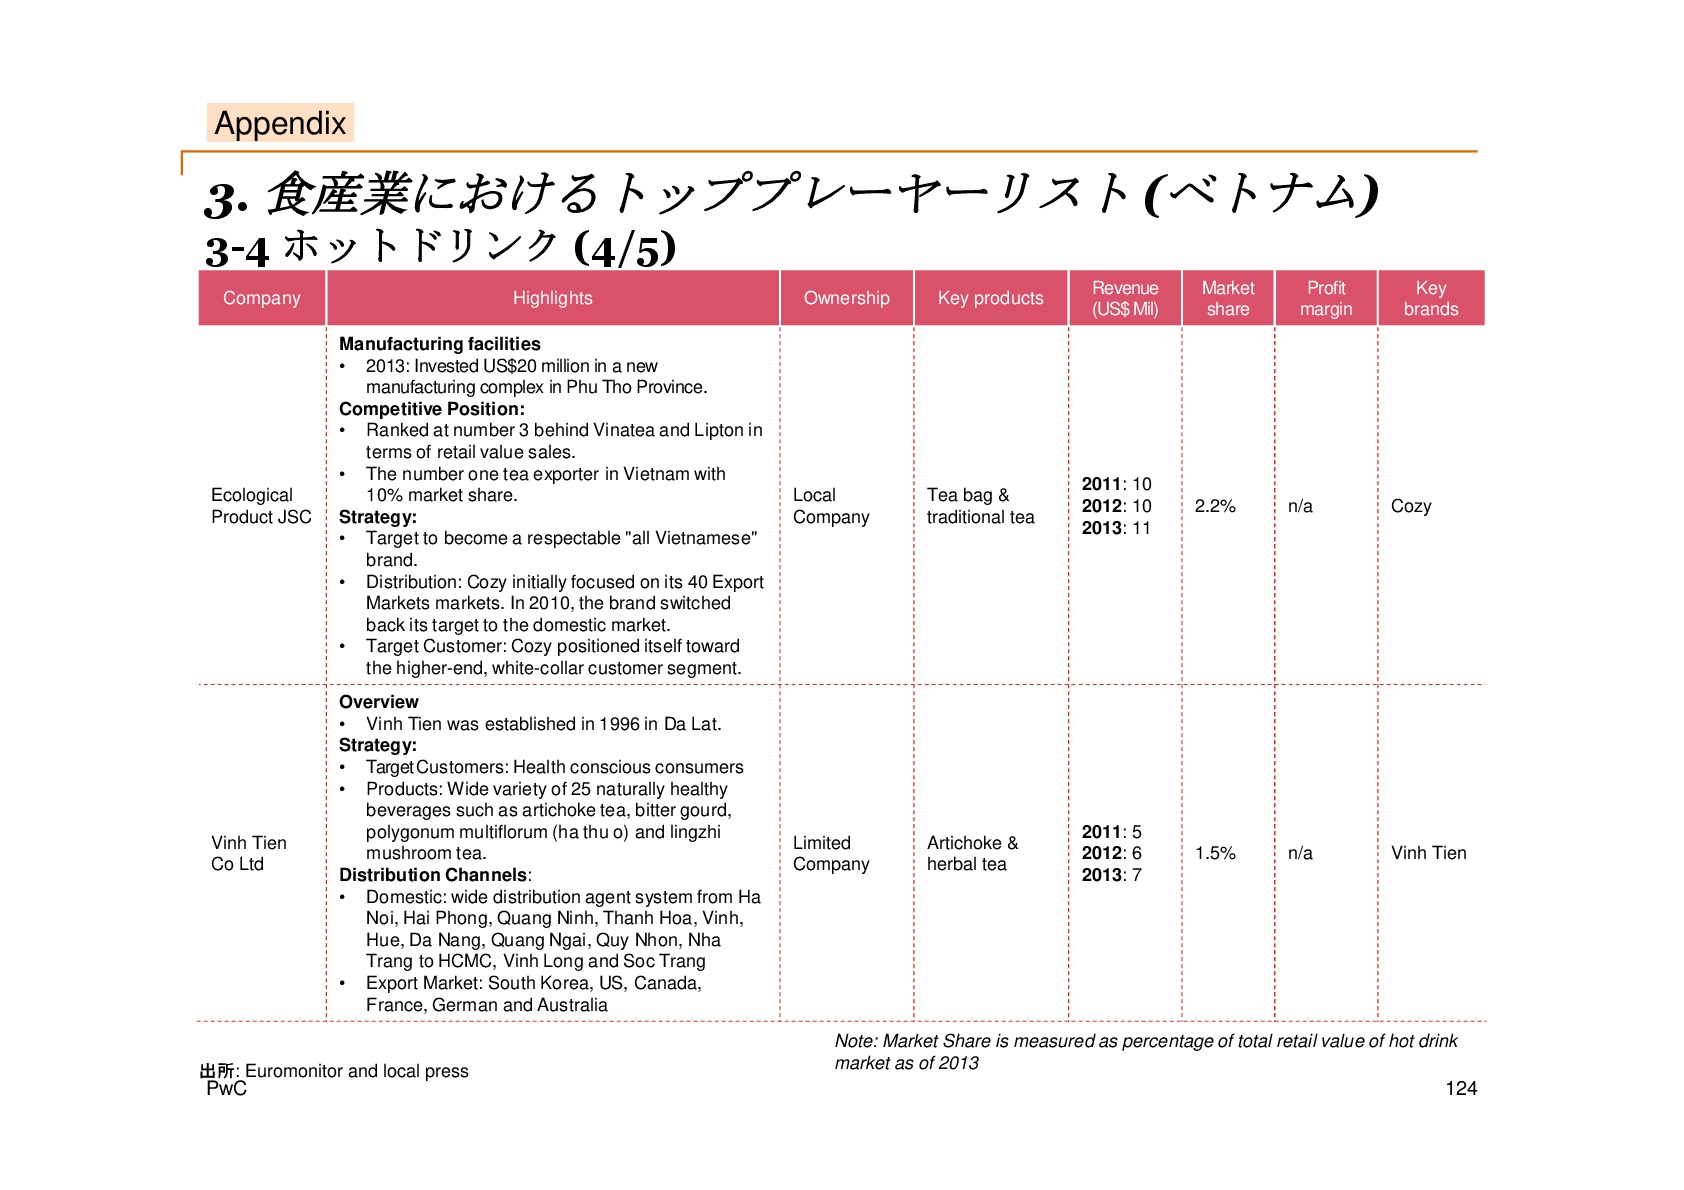 Appendix
3. 食産業におけるトッププレーヤーリスト(ベトナム)
3-4 ホットドリンク (4/5)
Company
Highlights
Ownership
Key products
Revenue
(US$ Mil)
Market
share
Profit
margin
Key
brands
Ecological
Product JSC
Manufacturing facilities
• 2013: Invested US$20 million in a new
manufacturing complex in Phu Tho Province.
Competitive Position:
• Ranked at number 3 behind Vinatea and Lipton in
terms of retail value sales.
• The number one tea exporter in Vietnam with
10% market share.
Strategy:
• Target to become a respectable "all Vietnamese"
brand.
• Distribution: Cozy initially focused on its 40 Export
Markets markets. In 2010, the brand switched
back its target to the domestic market.
• Target Customer: Cozy positioned itself toward
the higher-end, white-collar customer segment.
Local
Company
Tea bag &
traditional tea
2011: 10
2012: 10
2013: 11
2.2%
n/a
Cozy
Vinh Tien
Co Ltd
Overview
• Vinh Tien was established in 1996 in Da Lat.
Strategy:
• Target Customers: Health conscious consumers
• Products: Wide variety of 25 naturally healthy
beverages such as artichoke tea, bitter gourd,
polygonum multiflorum (ha thu o) and lingzhi
mushroom tea.
Distribution Channels:
• Domestic: wide distribution agent system from Ha
Noi, Hai Phong, Quang Ninh, Thanh Hoa, Vinh,
Hue, Da Nang, Quang Ngai, Quy Nhon, Nha
Trang to HCMC, Vinh Long and Soc Trang
• Export Market: South Korea, US, Canada,
France, German and Australia
Limited
Company
Artichoke &
herbal tea
2011: 5
2012: 6
2013: 7
1.5%
n/a
Vinh Tien
Note: Market Share is measured as percentage of total retail value of hot drink
market as of 2013
出所: Euromonitor and local press
PwC
124